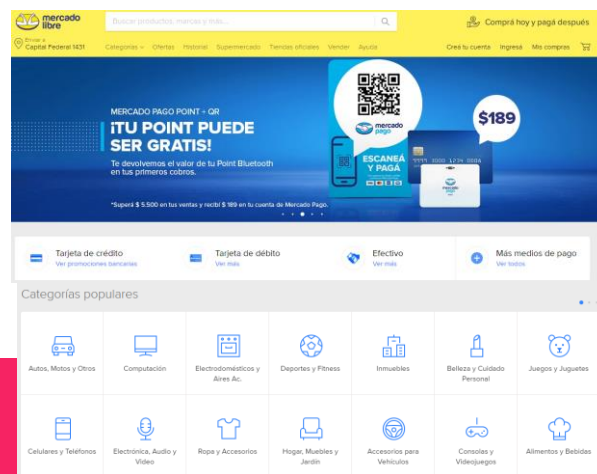 mercado
libre
Buscar productos, marcas y más...
Comprá hoy y pagá después
Enviar a
Capital Federal 1431
Categorías Ofertas Historial Supermercado Tiendas oficiales Vender Ayuda
Creá tu cuenta Ingresá Mis compras
MERCADO PAGO POINT + QR
¡TU POINT PUEDE
SER GRATIS!
Te devolvemos el valor de tu Point Bluetooth
en tus primeros cobros.
*Superá $ 5.500 en tus ventas y recibí $ 189 en tu cuenta de Mercado Pago.
mercado
pago
ESCANEÁ
Y PAGÁ
$189
Tarjeta de crédito
Ver promociones bancarias
Tarjeta de débito
Ver más
Efectivo
Ver más
Más medios de pago
Ver todos
Categorías populares
Autos, Motos y Otros
Computación
Electrodomésticos y
Aires Ac.
Deportes y Fitness
Inmuebles
Belleza y Cuidado
Personal
Juegos y Juguetes
Celulares y Teléfonos
Electrónica, Audio y
Video
Ropa y Accesorios
Hogar, Muebles y
Jardín
Accesorios para
Vehículos
Consolas y
Videojuegos
Alimentos y Bebidas